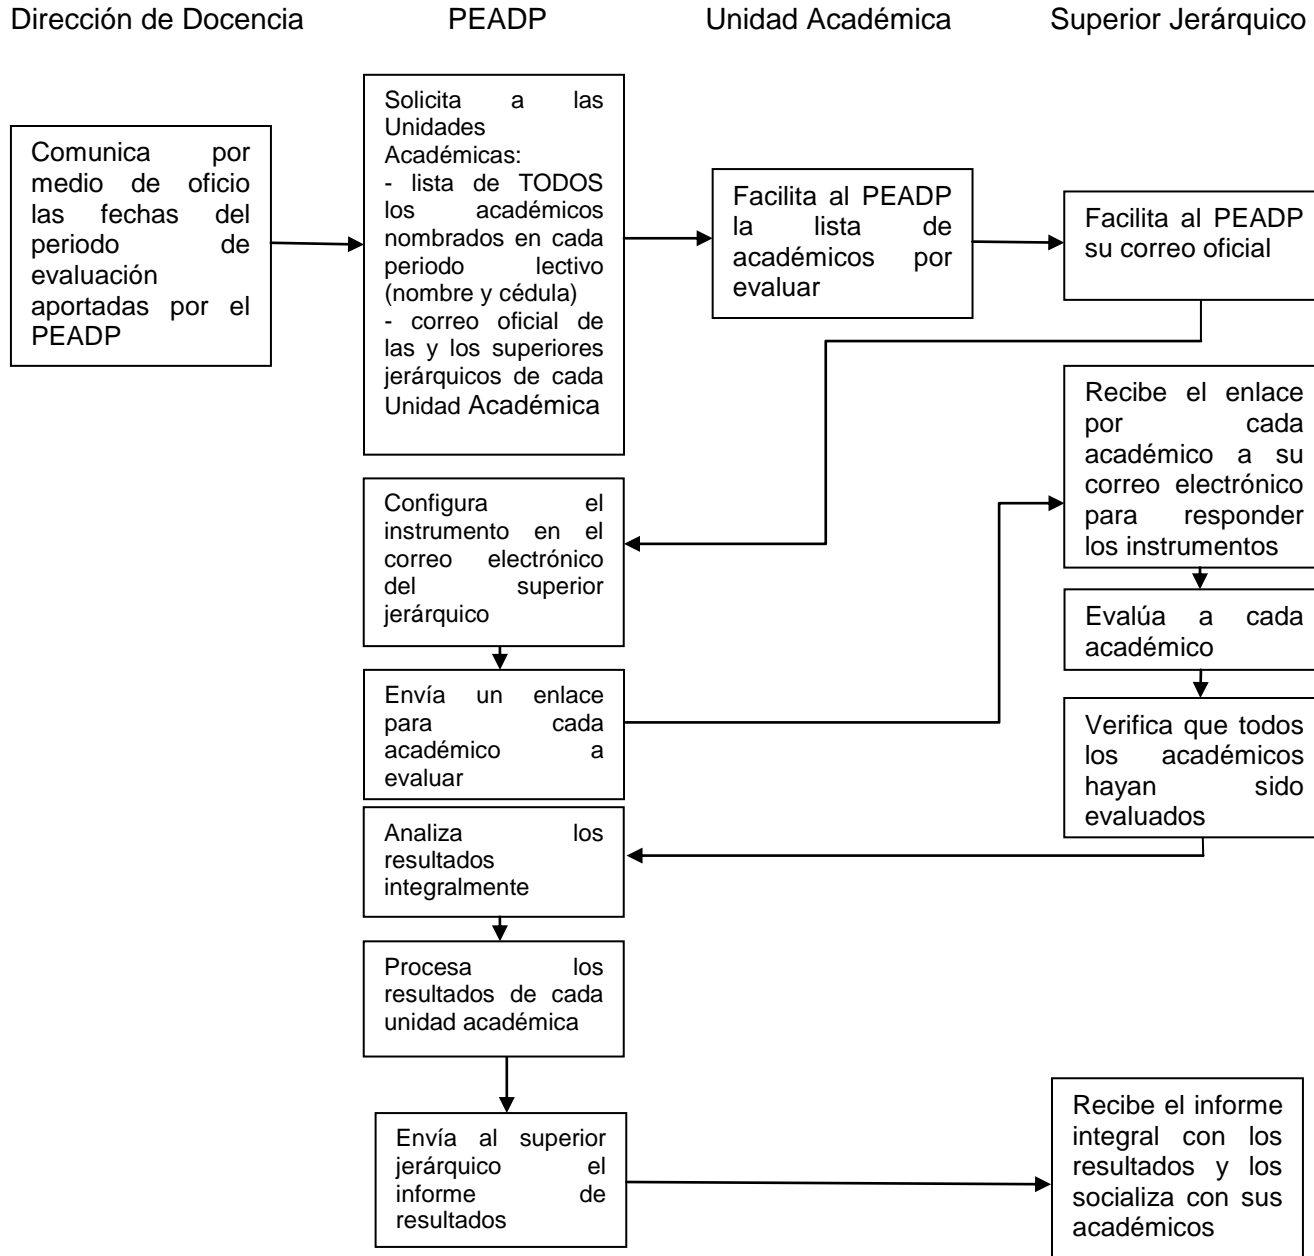 Dirección de Docencia
PEADP
Unidad Académica
Superior Jerárquico
Comunica por
medio de oficio
las fechas del
periodo de
evaluación
aportadas por el
PEADP
Solicita a las
Unidades
Académicas:
- lista de TODOS
los académicos
nombrados en cada
periodo lectivo
(nombre y cédula)
- correo oficial de
las y los superiores
jerárquicos de cada
Unidad Académica
Facilita al PEADP
la lista de
académicos por
evaluar
Facilita al PEADP
su correo oficial
Configura el
instrumento en el
correo electrónico
del superior
jerárquico
Envía un enlace
para cada
académico a
evaluar
Recibe el enlace
por cada
académico a su
correo electrónico
para responder
los instrumentos
Evalúa a cada
académico
Verifica que todos
los académicos
hayan sido
evaluados
Analiza los
resultados
integralmente
Procesa los
resultados de cada
unidad académica
Envía al superior
jerárquico el
informe de
resultados
Recibe el informe
integral con los
resultados y los
socializa con sus
académicos